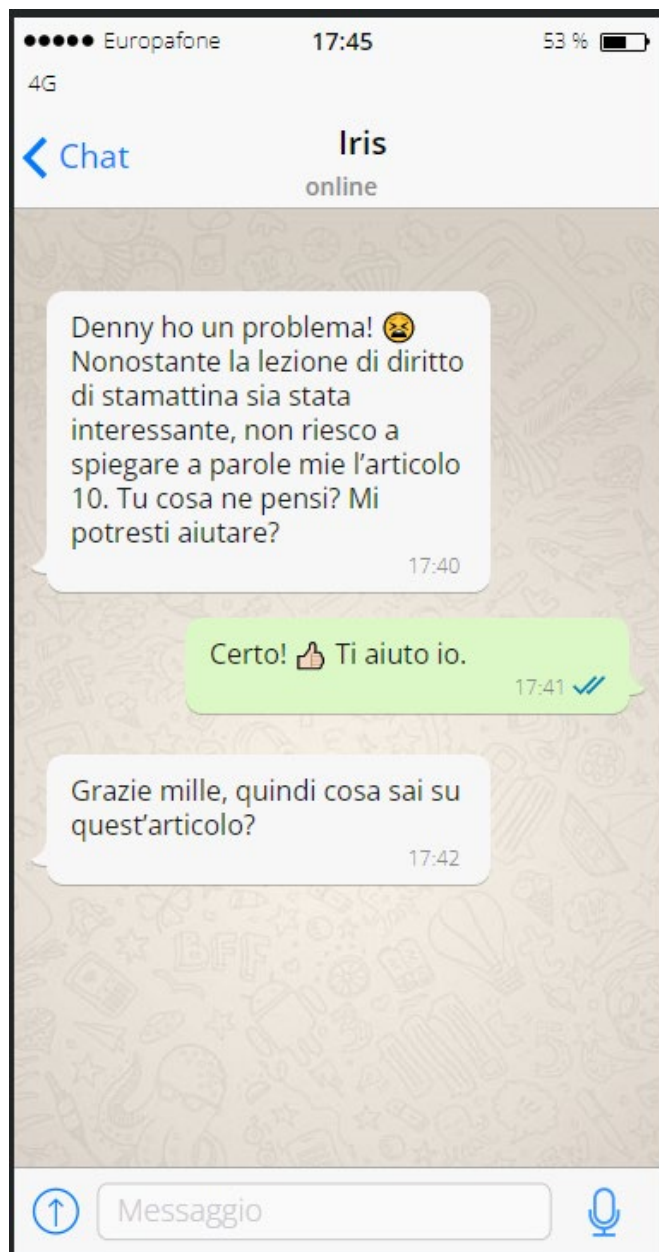 Europafone 17:45 53 %
4G
Chat Iris
online
Denny ho un problema! 😫
Nonostante la lezione di diritto
di stamattina sia stata
interessante, non riesco a
spiegare a parole mie l’articolo
10. Tu cosa ne pensi? Mi
potresti aiutare?
17:40
Certo! 👍 Ti aiuto io.
17:41
Grazie mille, quindi cosa sai su
quest’articolo?
17:42
BFF
BFF
Messaggio